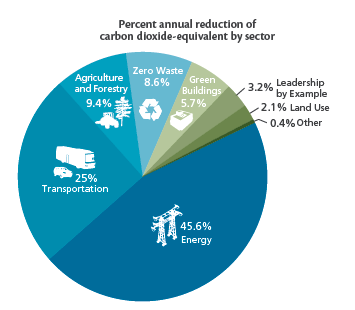 Percent annual reduction of
carbon dioxide-equivalent by sector
Agriculture
and Forestry
9.4%
Zero Waste
8.6%
Green
Buildings
5.7%
3.2% Leadership
by Example
2.1% Land Use
0.4% Other
25%
Transportation
45.6%
Energy